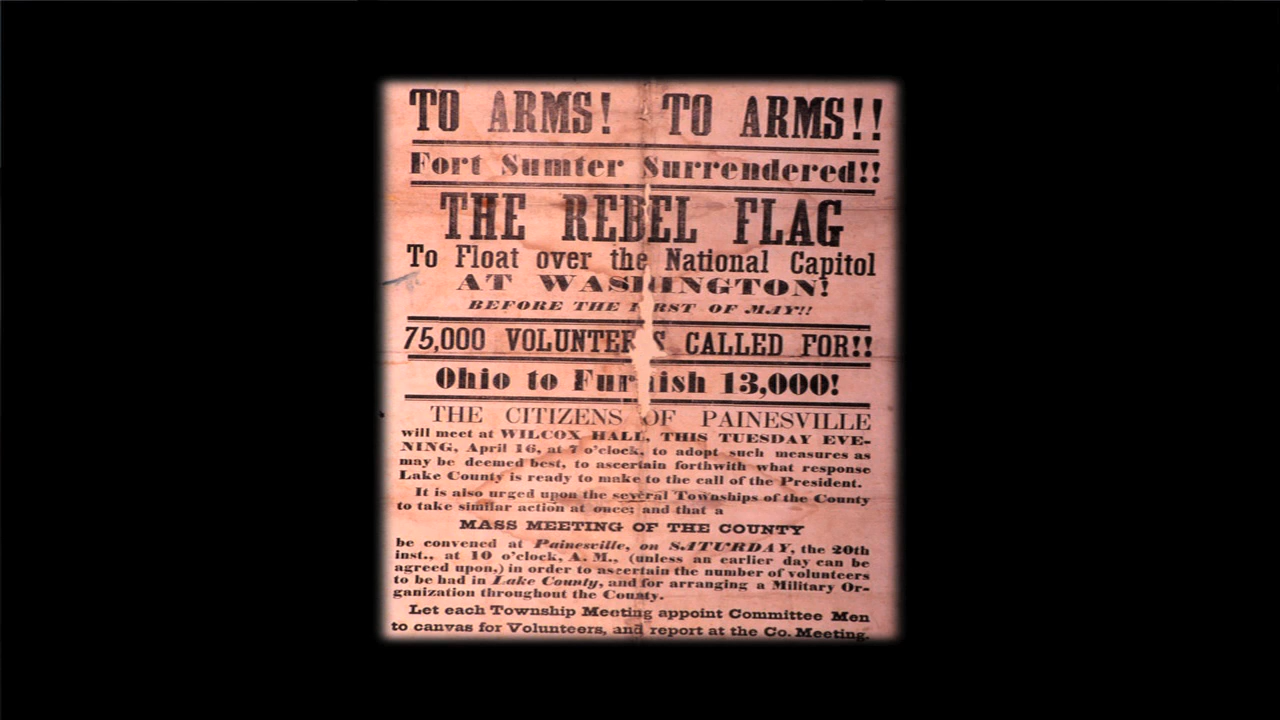 TO ARMS! TO ARMS!!
Fort Sumter Surrendered!!
THE REBEL FLAG
To Float over the National Capitol
AT WASHINGTON!
BEFORE THE FIRST OF MAY!!
75,000 VOLUNTEERS CALLED FOR!!
Ohio to Furnish 13,000!
THE CITIZENS OF PAINESVILLE
will meet at WILCOX HALL, THIS TUESDAY EVE-
NING, April 16, at 7 o'clock, to adopt such measures as
may be deemed best, to ascertain forthwith what response
Lake County is ready to make to the call of the President.
It is also urged upon the several Townships of the County
to take similar action at once; and that a
MASS MEETING OF THE COUNTY
be convened at Painesville, on SATURDAY, the 20th
inst., at 10 o'clock, A. M., (unless an earlier day can be
agreed upon,) in order to ascertain the number of volunteers
to be had in Lake County, and for arranging a Military Or-
ganization throughout the County.
Let each Township Meeting appoint Committee Men
to canvas for Volunteers, and report at the Co. Meeting.